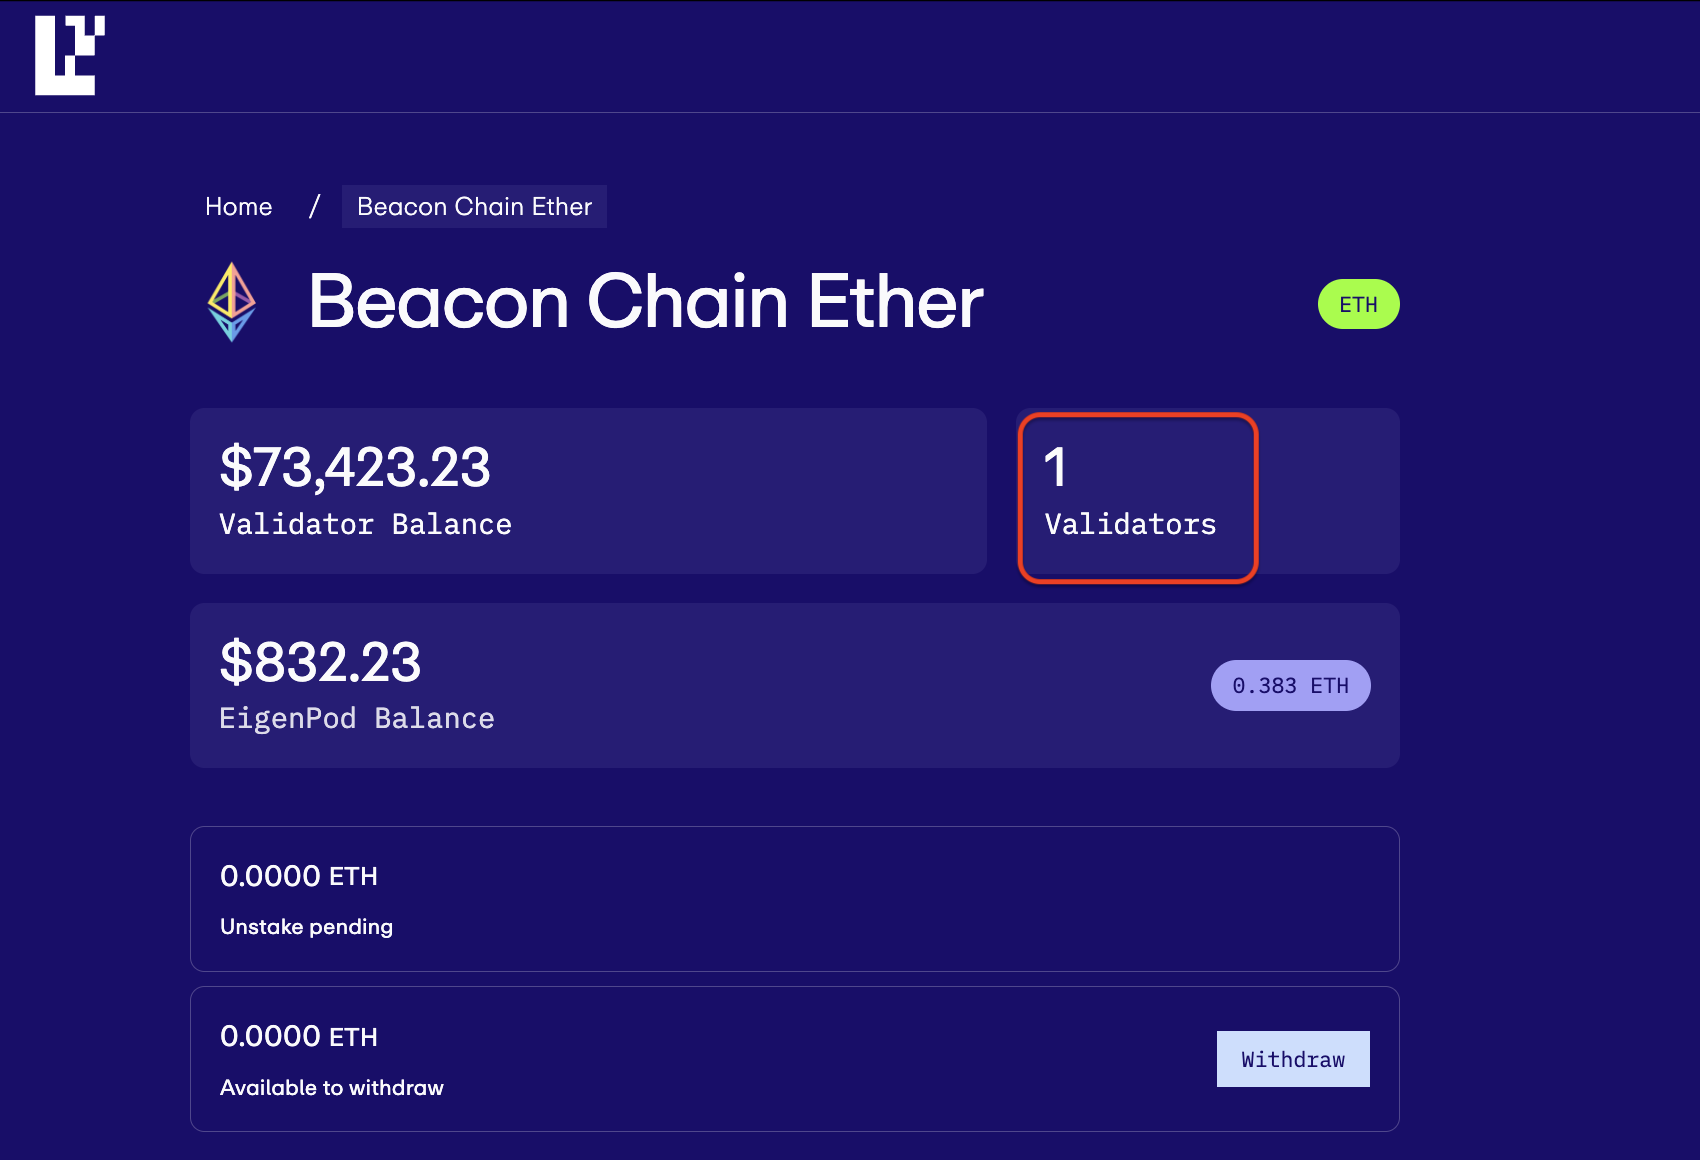 Home / Beacon Chain Ether
Beacon Chain Ether
ETH
$73,423.23
Validator Balance
1
Validators
$832.23
EigenPod Balance
0.383 ETH
0.0000 ETH
Unstake pending
0.0000 ETH
Available to withdraw
Withdraw